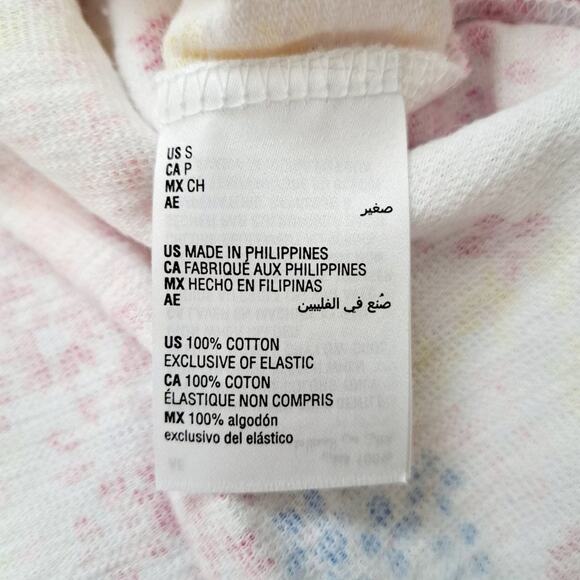 US S
CA P
MX CH
AE صغير
US MADE IN PHILIPPINES
CA FABRIQUÉ AUX PHILIPPINES
MX HECHO EN FILIPINAS
AE صُنع في الفليبين
US 100% COTTON
EXCLUSIVE OF ELASTIC
CA 100% COTON
ÉLASTIQUE NON COMPRIS
MX 100% algodón
exclusivo del elástico